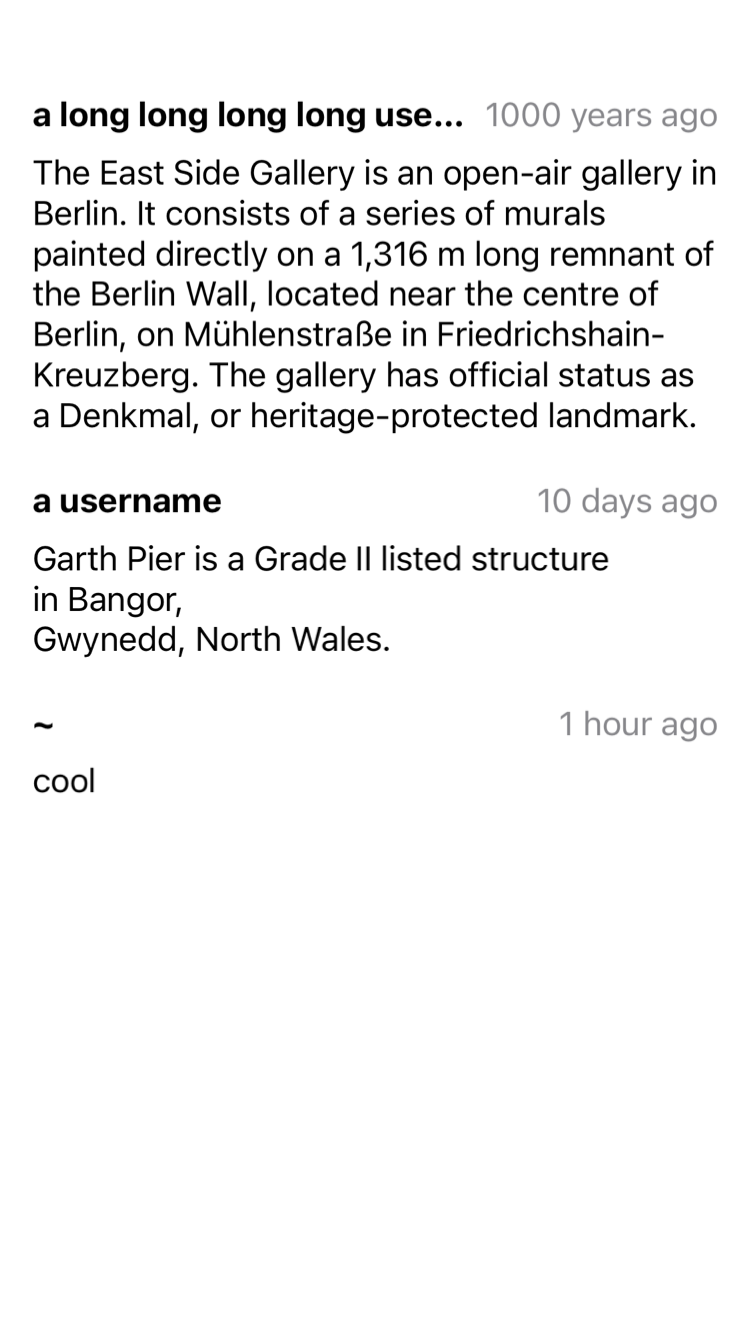 a long long long long use... 1000 years ago
The East Side Gallery is an open-air gallery in
Berlin. It consists of a series of murals
painted directly on a 1,316 m long remnant of
the Berlin Wall, located near the centre of
Berlin, on Mühlenstraße in Friedrichshain-
Kreuzberg. The gallery has official status as
a Denkmal, or heritage-protected landmark.
a username 10 days ago
Garth Pier is a Grade II listed structure
in Bangor,
Gwynedd, North Wales.
~ 1 hour ago
cool